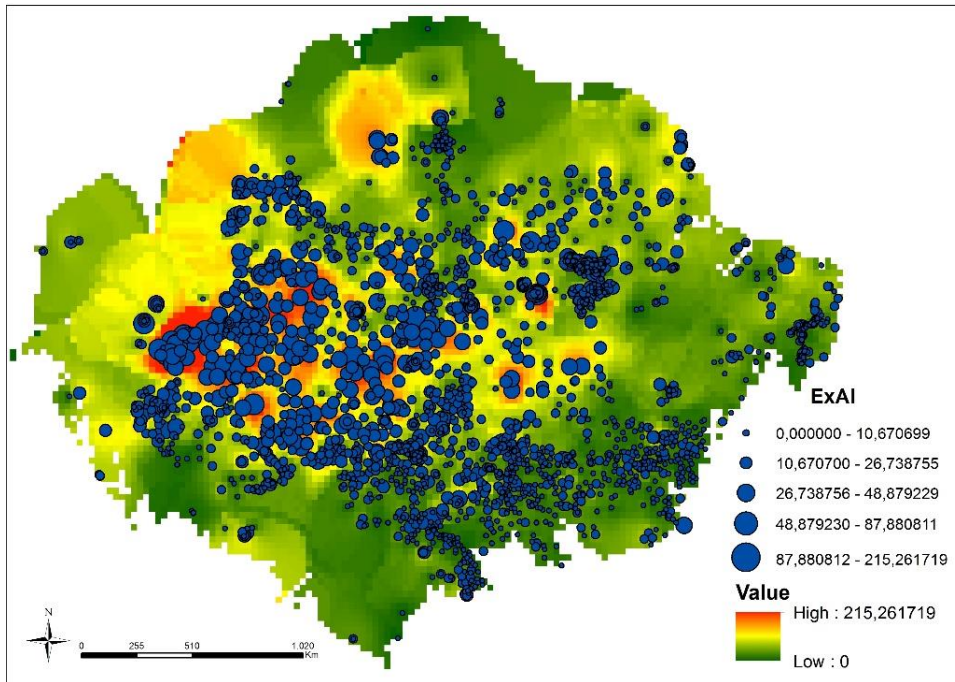 ExAl
0,000000 - 10,670699
10,670700 - 26,738755
26,738756 - 48,879229
48,879230 - 87,880811
87,880812 - 215,261719
Value
High : 215,261719
Low : 0
N
0 255 510 1.020
Km